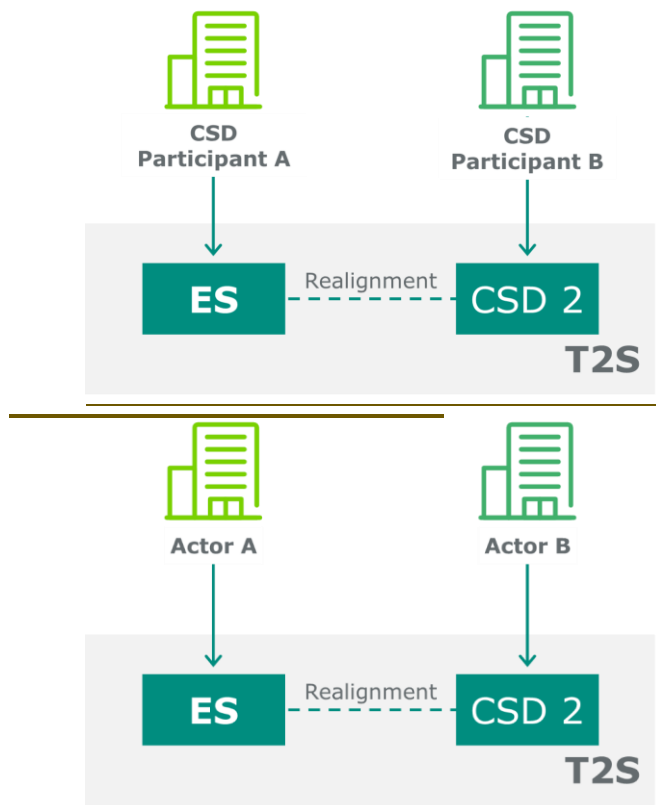 CSD
Participant A
CSD
Participant B
ES
Realignment
CSD 2
T2S
Actor A
Actor B
ES
Realignment
CSD 2
T2S